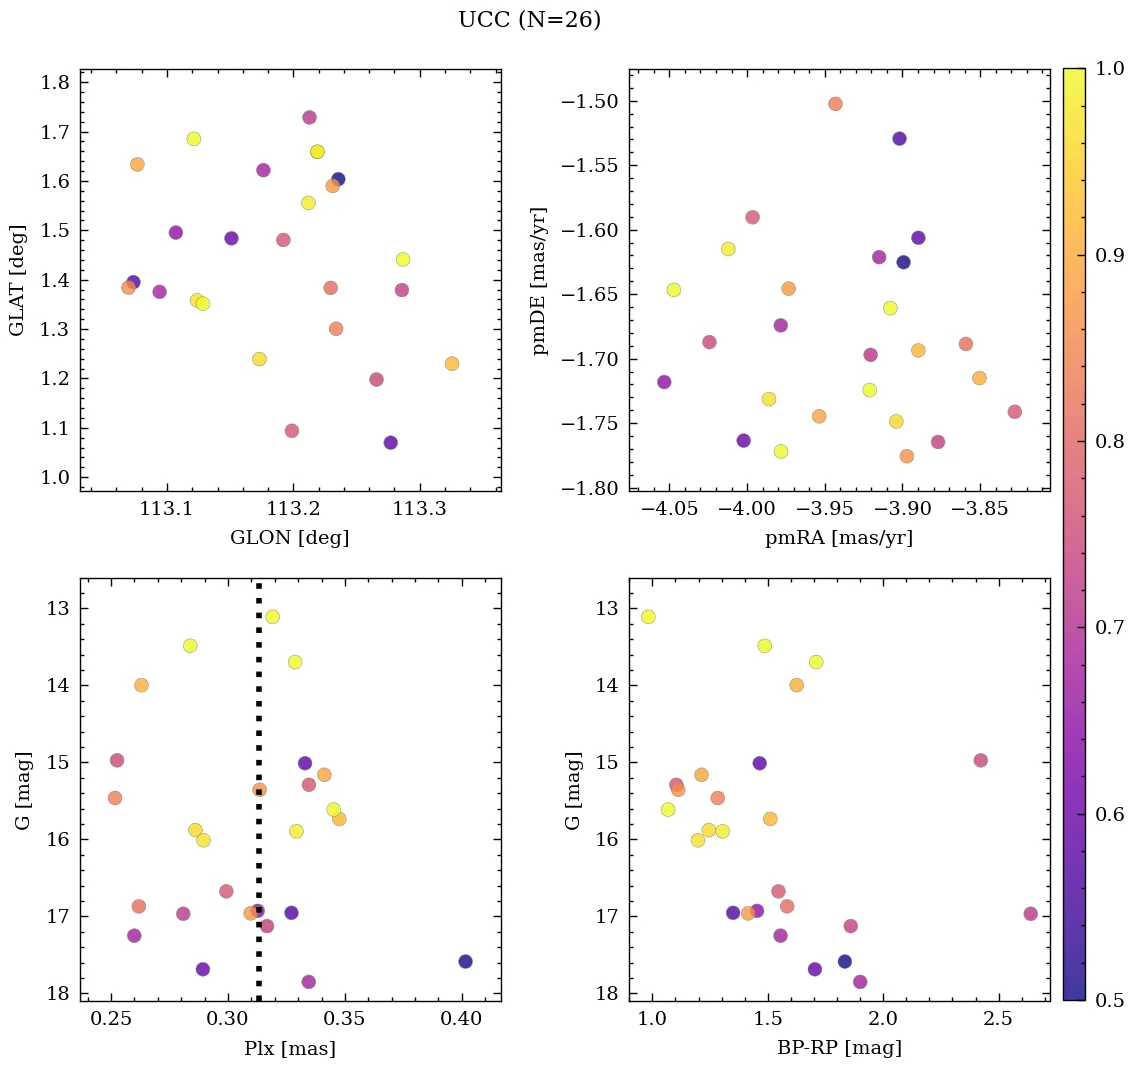 UCC (N=26)
1.8
1.7
1.6
1.5
1.4
1.3
1.2
1.1
1.0
GLAT [deg]
113.1 113.2 113.3
GLON [deg]
−1.50
−1.55
−1.60
−1.65
−1.70
−1.75
−1.80
pmDE [mas/yr]
−4.05 −4.00 −3.95 −3.90 −3.85
pmRA [mas/yr]
13
14
15
16
17
18
G [mag]
0.25 0.30 0.35 0.40
Plx [mas]
13
14
15
16
17
18
G [mag]
1.0 1.5 2.0 2.5
BP-RP [mag]
1.0
0.9
0.8
0.7
0.6
0.5